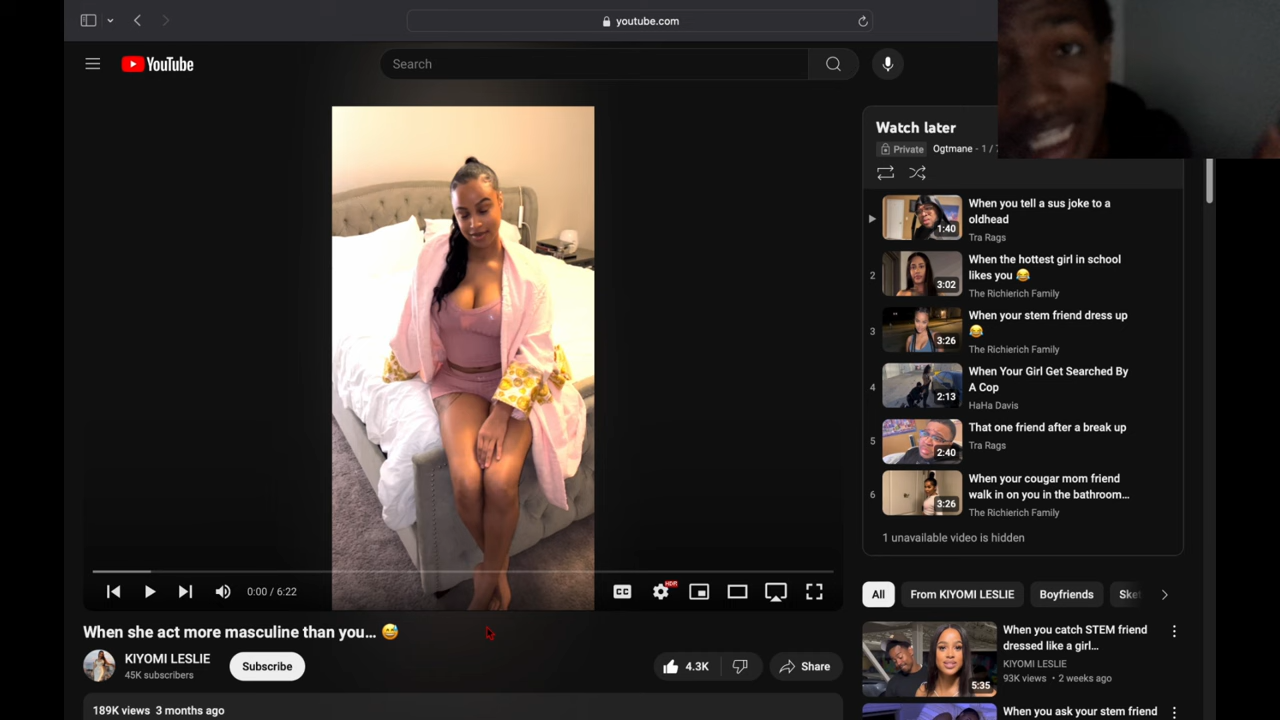 youtube.com
YouTube
Search
When she act more masculine than you... 😅
KIYOMI LESLIE
45K subscribers
Subscribe
4.3K
Share
189K views 3 months ago
0:00 / 6:22
CC
HDR
Watch later
Private Ogtmane - 1 /
1:40
When you tell a sus joke to a
oldhead
Tra Rags
2
3:02
When the hottest girl in school
likes you 😂
The Richierich Family
3
3:26
When your stem friend dress up
😂
The Richierich Family
4
2:13
When Your Girl Get Searched By
A Cop
HaHa Davis
5
2:40
That one friend after a break up
Tra Rags
6
3:26
When your cougar mom friend
walk in on you in the bathroom...
The Richierich Family
1 unavailable video is hidden
All From KIYOMI LESLIE Boyfriends Ske
5:35
When you catch STEM friend
dressed like a girl...
KIYOMI LESLIE
93K views • 2 weeks ago
When you ask your stem friend